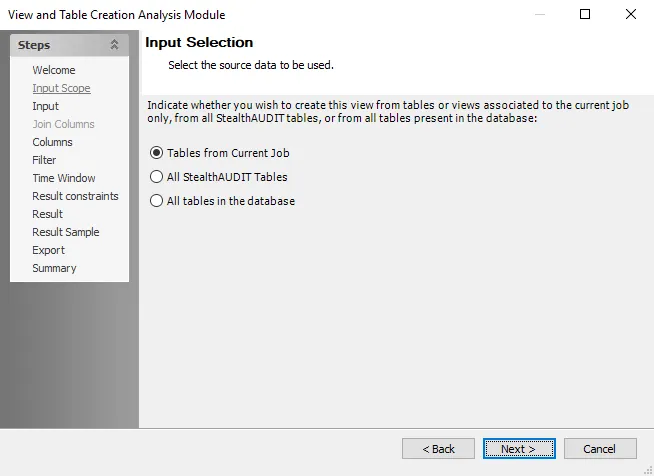 View and Table Creation Analysis Module
Steps
Welcome
Input Scope
Input
Join Columns
Columns
Filter
Time Window
Result constraints
Result
Result Sample
Export
Summary
Input Selection
Select the source data to be used.
Indicate whether you wish to create this view from tables or views associated to the current job
only, from all StealthAUDIT tables, or from all tables present in the database:
Tables from Current Job
All StealthAUDIT Tables
All tables in the database
< Back
Next >
Cancel